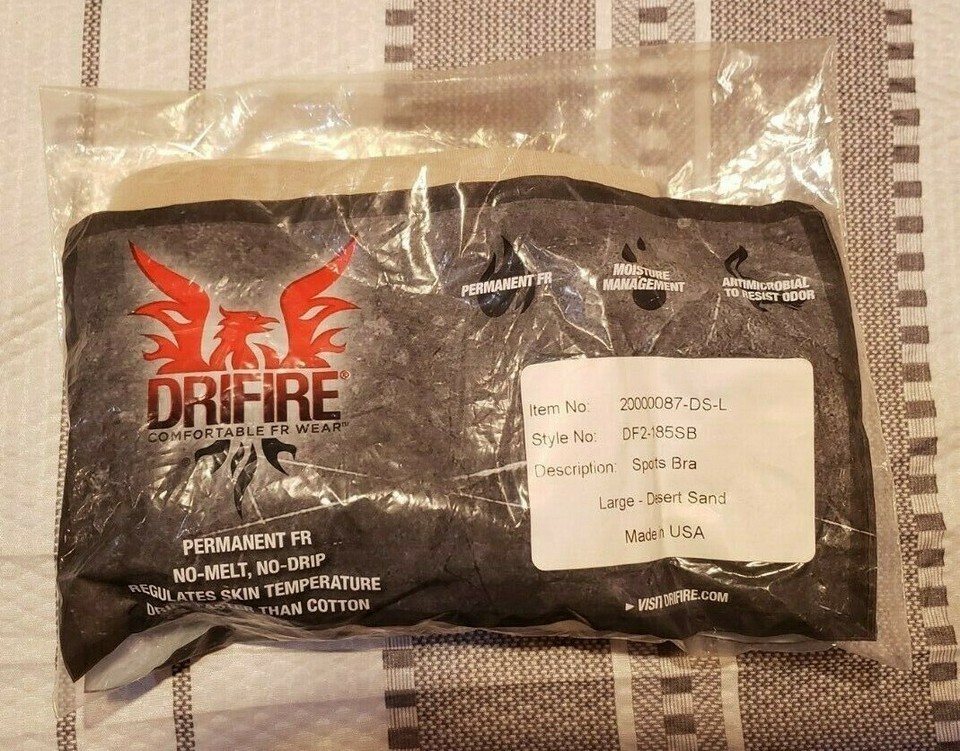 PERMANENT FR
MOISTURE
MANAGEMENT
ANTIMICROBIAL
TO RESIST ODOR
DRIFIRE®
COMFORTABLE FR WEAR™
Item No: 20000087-DS-L
Style No: DF2-185SB
Description: Spots Bra
Large - Desert Sand
Made n USA
PERMANENT FR
NO-MELT, NO-DRIP
REGULATES SKIN TEMPERATURE
THAN COTTON
►VISIT DRIFIRE.COM